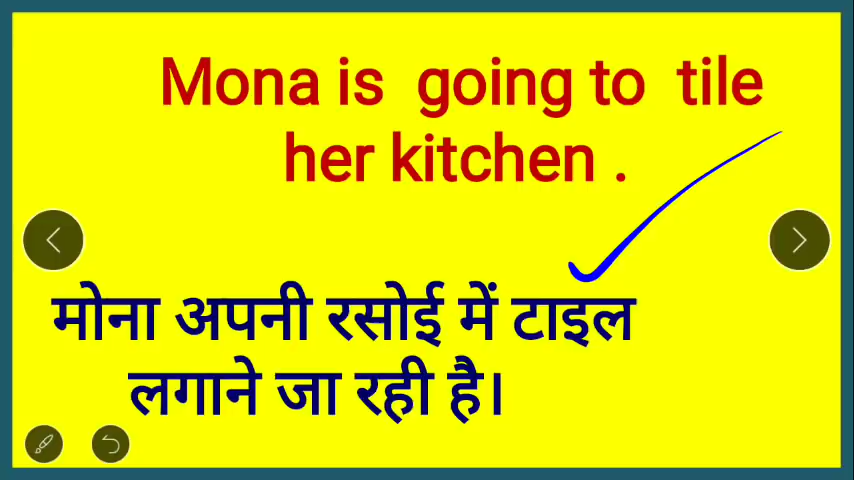 Mona is going to tile
her kitchen .
मोना अपनी रसोई में टाइल
लगाने जा रही है।